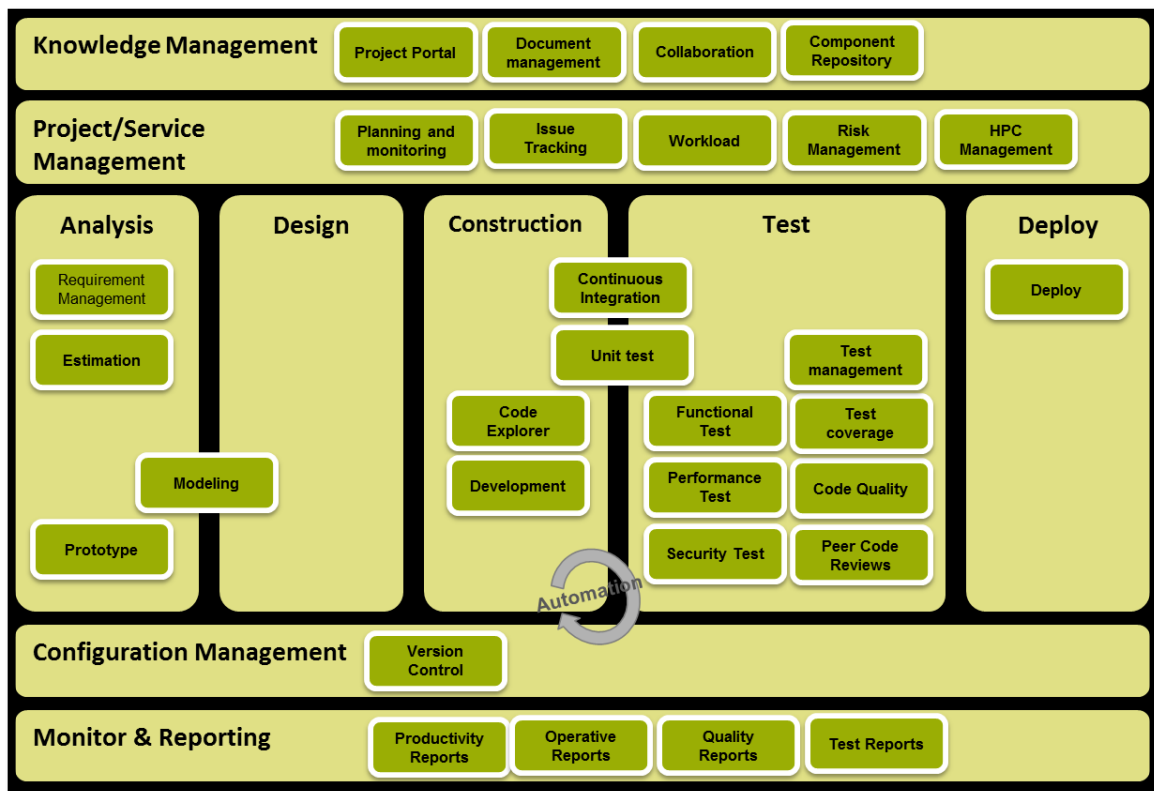 Knowledge Management
Project Portal
Document
management
Collaboration
Component
Repository
Project/Service
Management
Planning and
monitoring
Issue
Tracking
Workload
Risk
Management
HPC
Management
Analysis
Requirement
Management
Estimation
Modeling
Prototype
Design
Construction
Continuous
Integration
Unit test
Code
Explorer
Development
Automation
Test
Test
management
Functional
Test
Test
coverage
Performance
Test
Code Quality
Security Test
Peer Code
Reviews
Deploy
Deploy
Configuration Management
Version
Control
Monitor & Reporting
Productivity
Reports
Operative
Reports
Quality
Reports
Test Reports